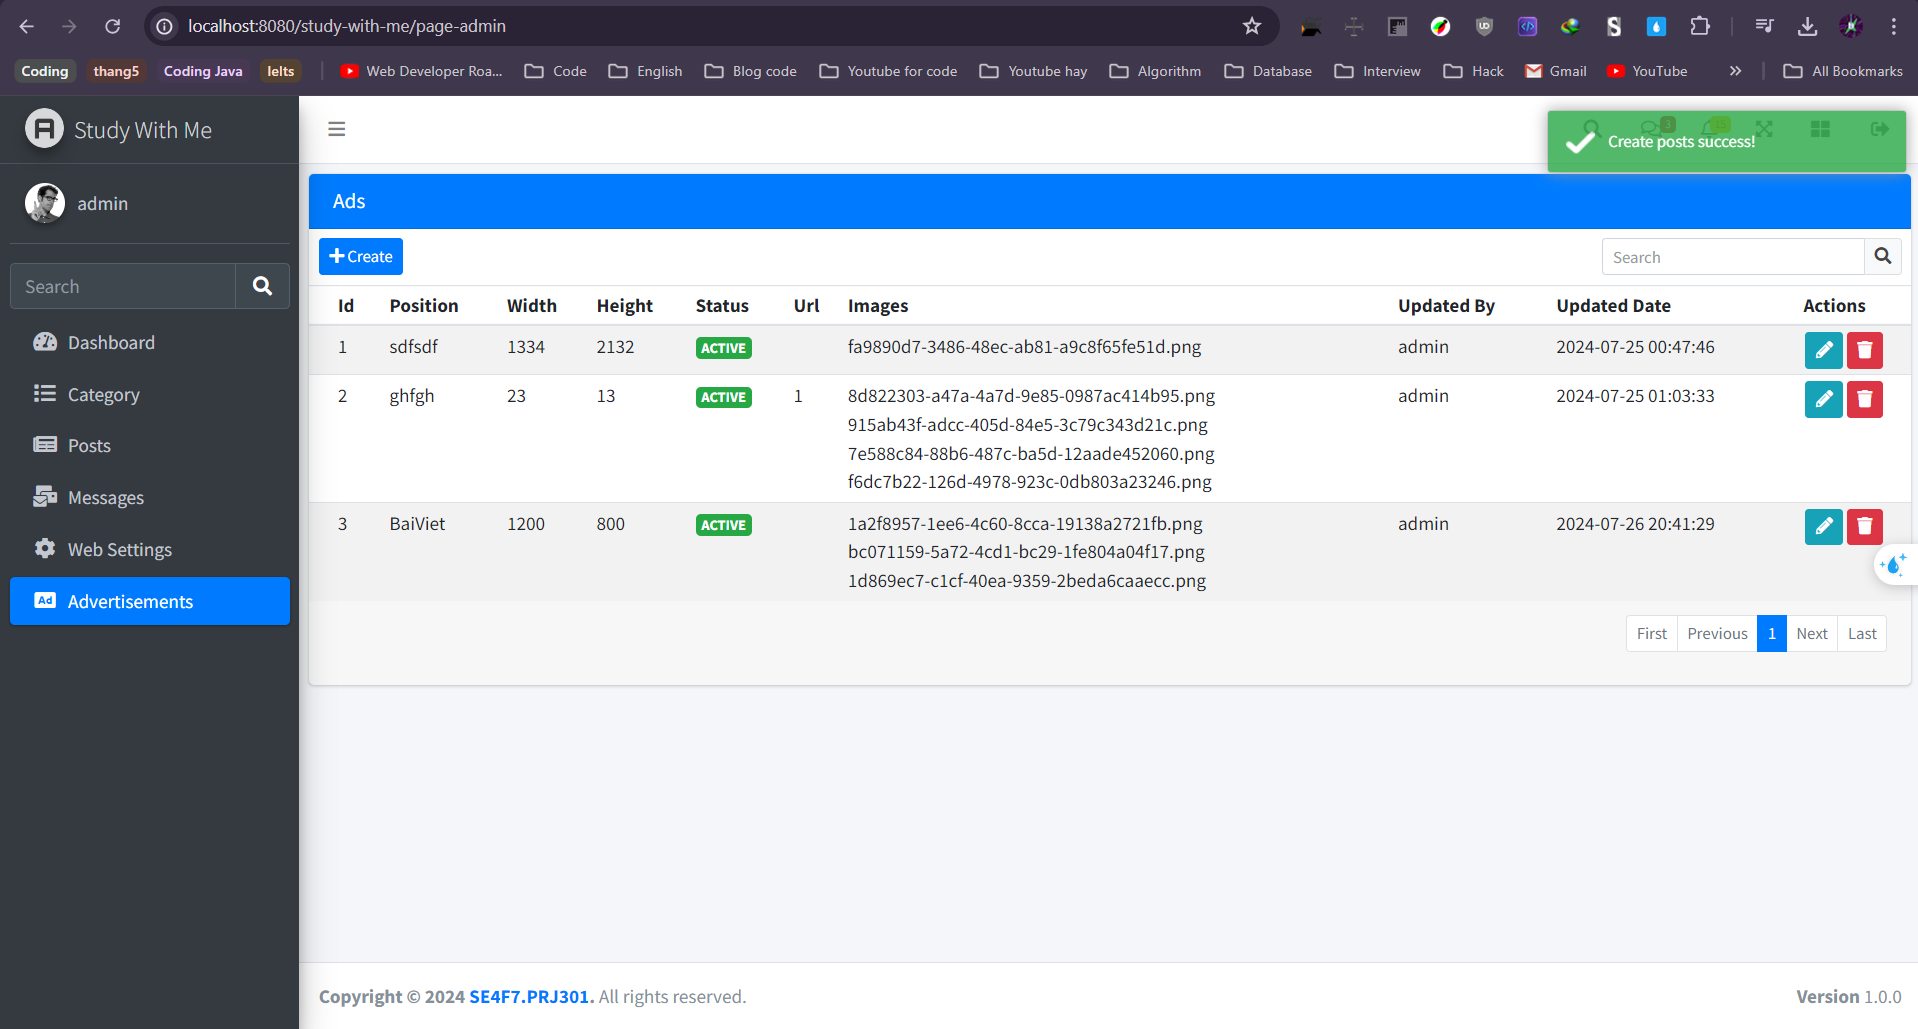 localhost:8080/study-with-me/page-admin
Coding thang5 Coding Java Ielts Web Developer Roa... Code English Blog code Youtube for code Youtube hay Algorithm Database Interview Hack Gmail YouTube All Bookmarks
Study With Me
admin
Search
Dashboard
Category
Posts
Messages
Web Settings
Ad Advertisements
3 15
Create posts success!
Ads
Create
Search
Id Position Width Height Status Url Images Updated By Updated Date Actions
1 sdfsdf 1334 2132 ACTIVE fa9890d7-3486-48ec-ab81-a9c8f65fe51d.png admin 2024-07-25 00:47:46
2 ghfgh 23 13 ACTIVE 1 8d822303-a47a-4a7d-9e85-0987ac414b95.png admin 2024-07-25 01:03:33
915ab43f-adcc-405d-84e5-3c79c343d21c.png
7e588c84-88b6-487c-ba5d-12aade452060.png
f6dc7b22-126d-4978-923c-0db803a23246.png
3 BaiViet 1200 800 ACTIVE 1a2f8957-1ee6-4c60-8cca-19138a2721fb.png admin 2024-07-26 20:41:29
bc071159-5a72-4cd1-bc29-1fe804a04f17.png
1d869ec7-c1cf-40ea-9359-2beda6caaecc.png
First Previous 1 Next Last
Copyright © 2024 SE4F7.PRJ301. All rights reserved.
Version 1.0.0